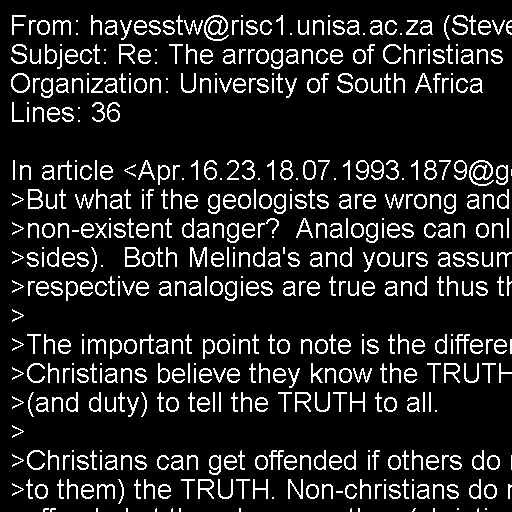 From: hayesstw@risc1.unisa.ac.za (Steve
Subject: Re: The arrogance of Christians
Organization: University of South Africa
Lines: 36

In article <Apr.16.23.18.07.1993.1879@g
>But what if the geologists are wrong and
>non-existent danger?  Analogies can onl
>sides).  Both Melinda's and yours assum
>respective analogies are true and thus th
>
>The important point to note is the differe
>Christians believe they know the TRUTH
>(and duty) to tell the TRUTH to all.
>
>Christians can get offended if others do
>to them) the TRUTH. Non-christians do